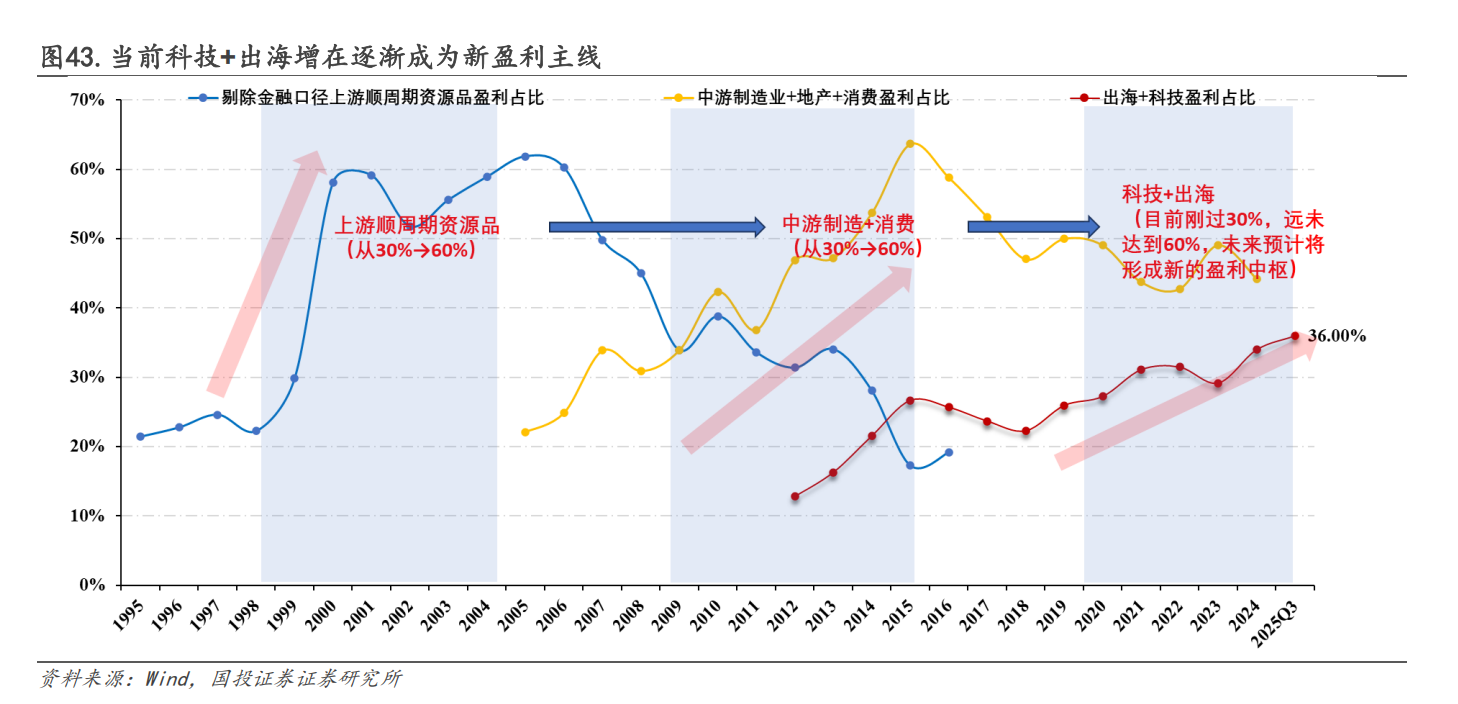 图43. 当前科技+出海增在逐渐成为新盈利主线
剔除金融口径上游顺周期资源品盈利占比
中游制造业+地产+消费盈利占比
出海+科技盈利占比
70%
60%
50%
40%
30%
20%
10%
0%
上游顺周期资源品
（从30%→60%）
中游制造+消费
（从30%→60%）
科技+出海
（目前刚过30%，远未
达到60%，未来预计将
形成新的盈利中枢）
36.00%
1995
1996
1997
1998
1999
2000
2001
2002
2003
2004
2005
2006
2007
2008
2009
2010
2011
2012
2013
2014
2015
2016
2017
2018
2019
2020
2021
2022
2023
2024
2025Q3
资料来源：Wind，国投证券证券研究所